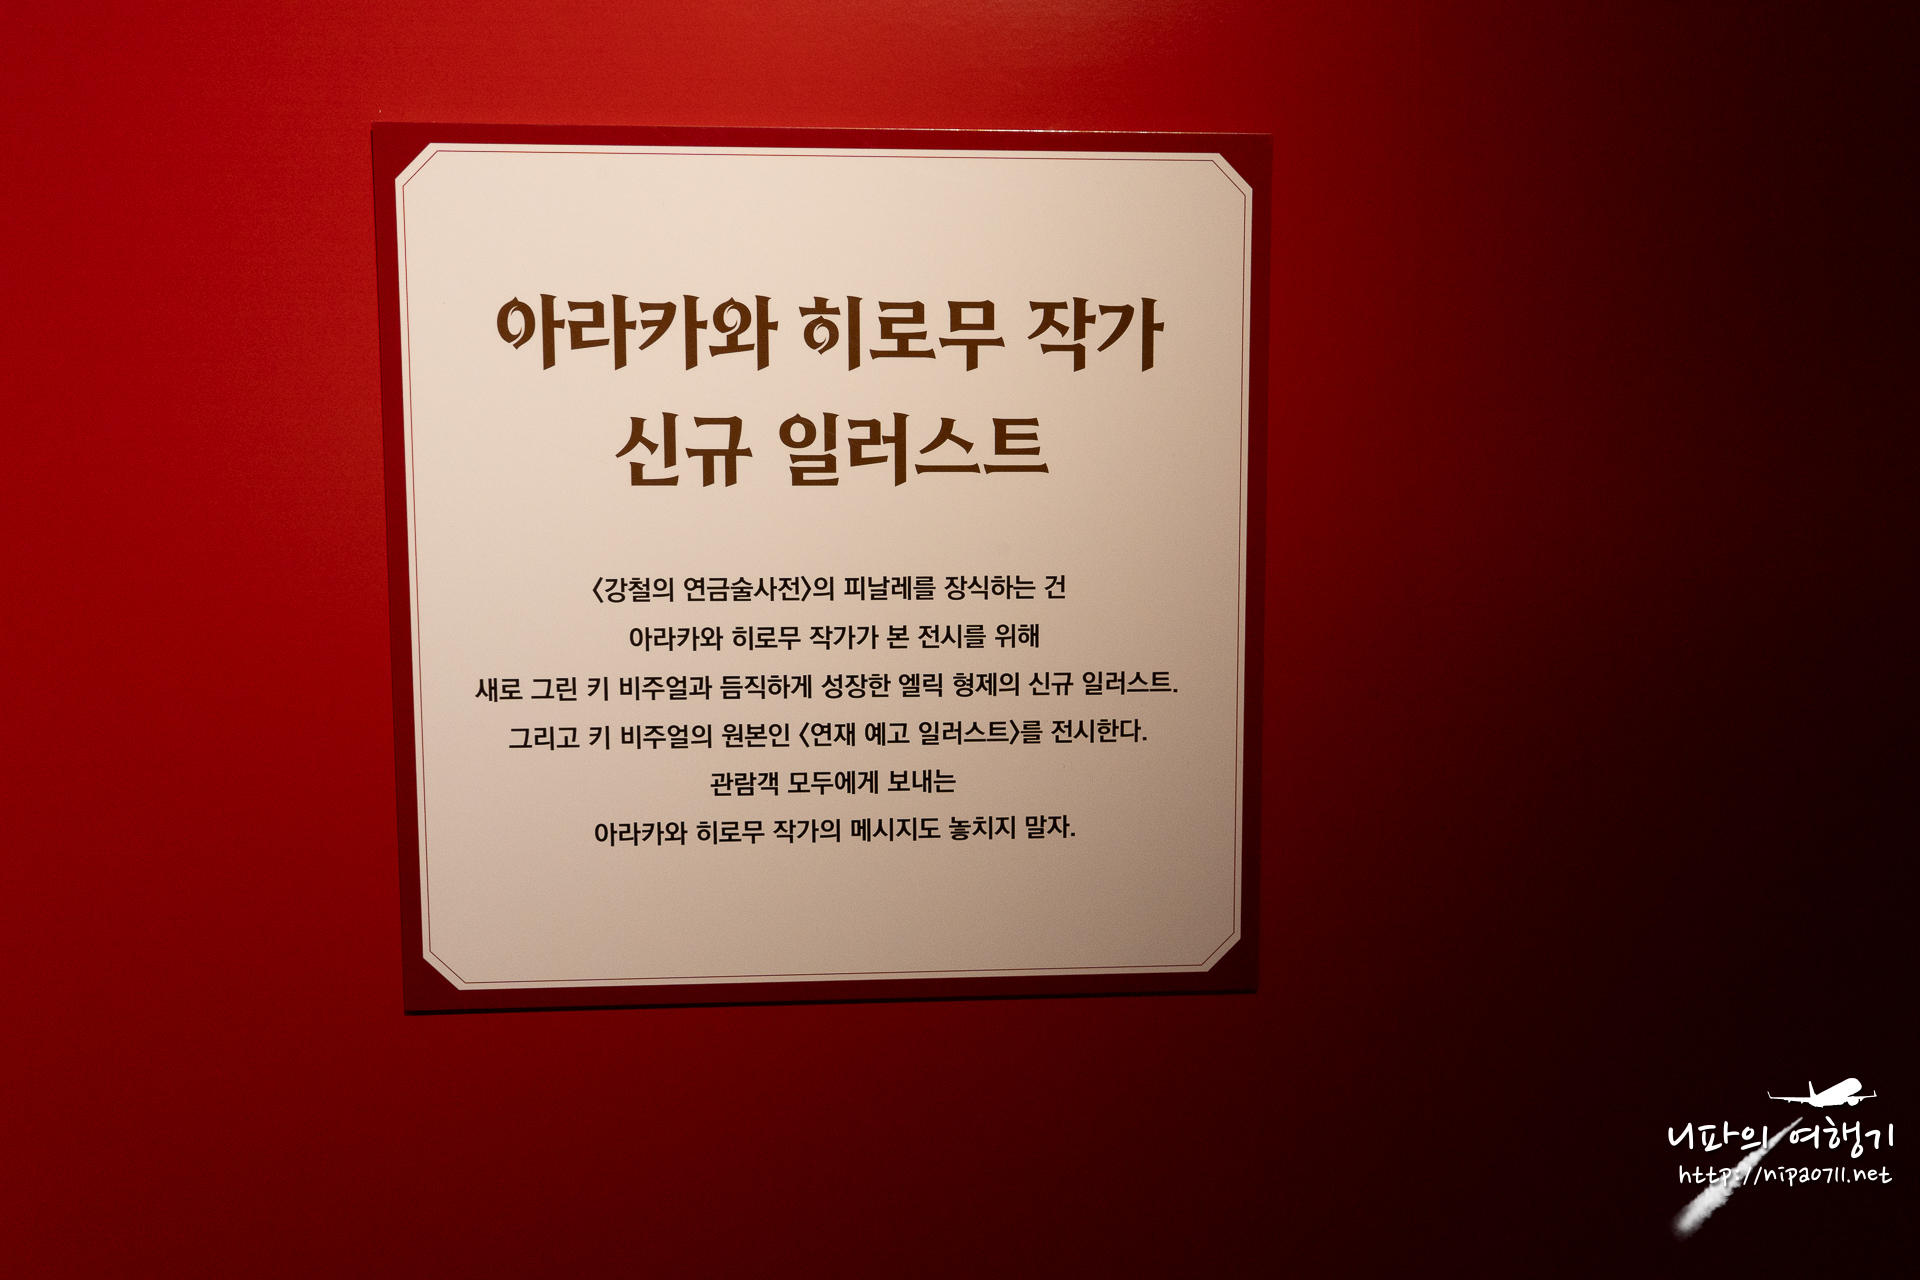 아라카와 히로무 작가
신규 일러스트
〈강철의 연금술사전〉의 피날레를 장식하는 건
아라카와 히로무 작가가 본 전시를 위해
새로 그린 키 비주얼과 듬직하게 성장한 엘릭 형제의 신규 일러스트.
그리고 키 비주얼의 원본인 〈연재 예고 일러스트〉를 전시한다.
관람객 모두에게 보내는
아라카와 히로무 작가의 메시지도 놓치지 말자.
니파의 여행기
http://nipa0711.net